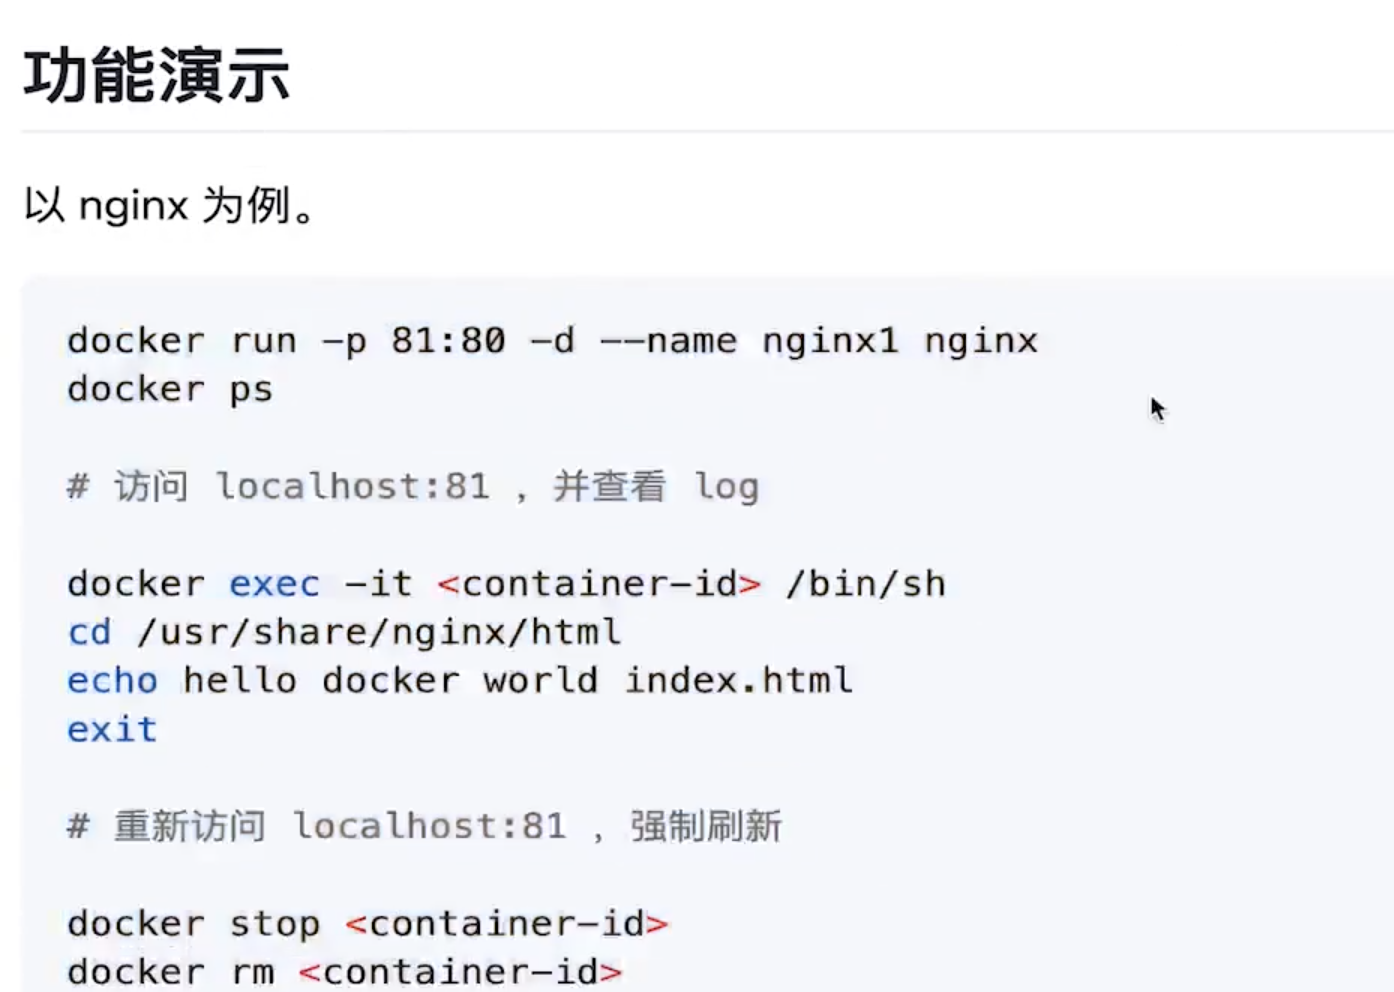 功能演示
以 nginx 为例。
docker run -p 81:80 -d --name nginx1 nginx
docker ps
# 访问 localhost:81 ，并查看 log
docker exec -it <container-id> /bin/sh
cd /usr/share/nginx/html
echo hello docker world index.html
exit
# 重新访问 localhost:81 ，强制刷新
docker stop <container-id>
docker rm <container-id>